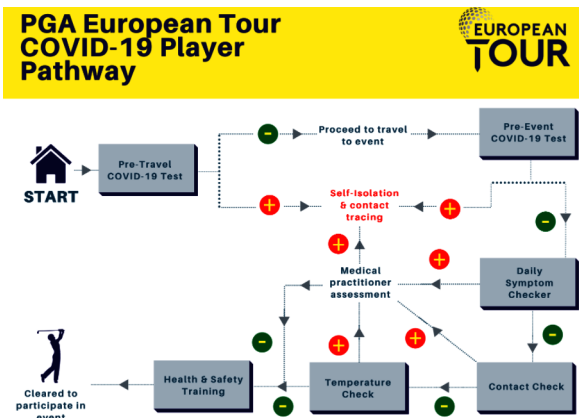 PGA European Tour
COVID-19 Player
Pathway
EUROPEAN
TOUR
START
Pre-Travel
COVID-19 Test
-
Proceed to travel
to event
Pre-Event
COVID-19 Test
+
Self-Isolation
& contact
tracing
+
-
+
Medical
practitioner
assessment
+
Daily
Symptom
Checker
-
+
+
-
Cleared to
participate in
event
Health & Safety
Training
-
Temperature
Check
-
Contact Check